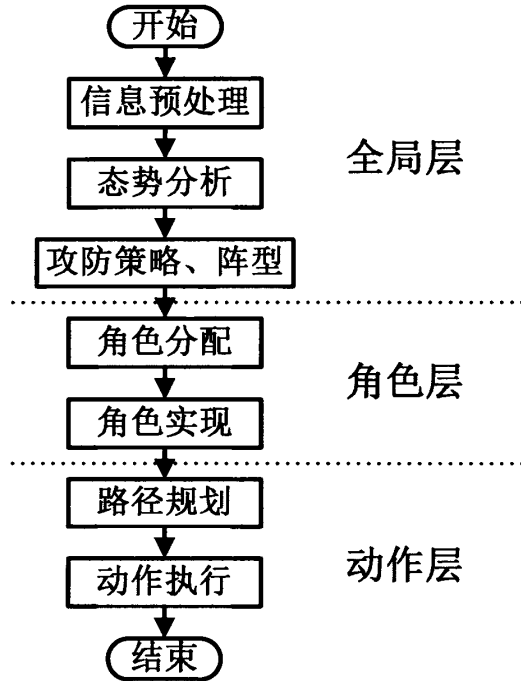 开始
信息预处理
全局层
态势分析
攻防策略、阵型
角色分配
角色层
角色实现
路径规划
动作层
动作执行
结束